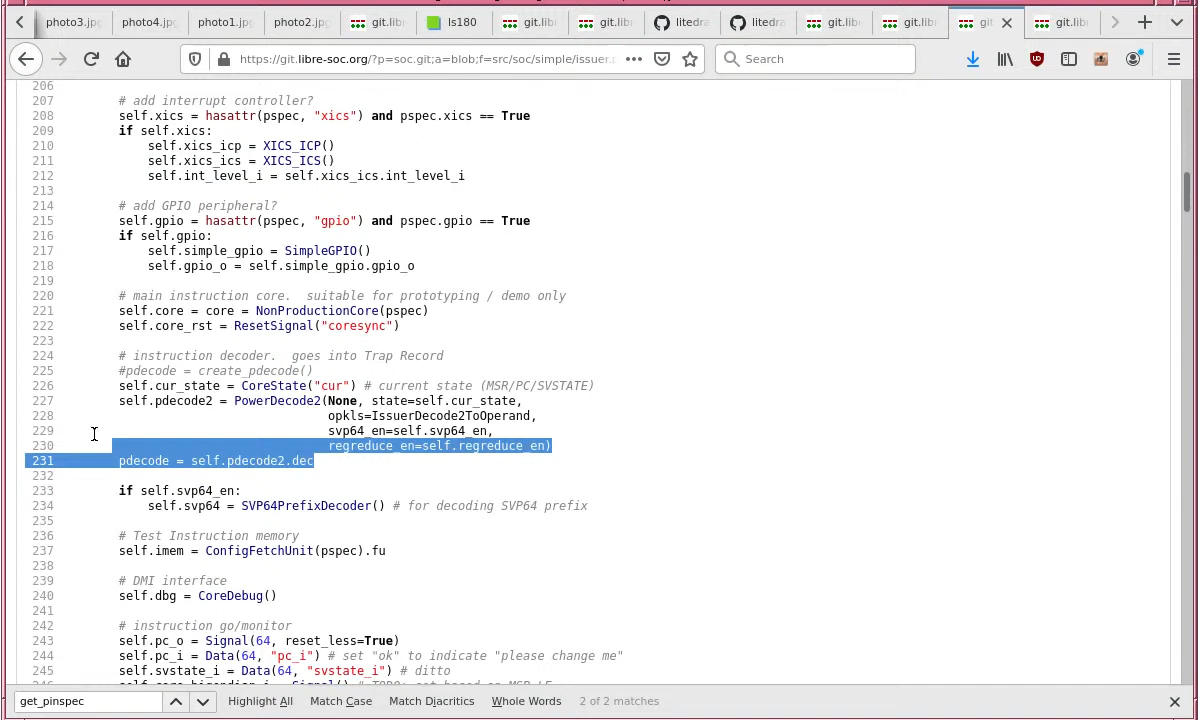 photo3.jp
photo4.jpg
photo1.jpg
photo2.jpg
git.libr
ls180
git.lib
git.lib
litedra
litedra
git.libr
git.libr
git
git.libr
https://git.libre-soc.org/?p=soc.git;a=blob;f=src/soc/simple/issuer.p
Search
206
207 # add interrupt controller?
208 self.xics = hasattr(pspec, "xics") and pspec.xics == True
209 if self.xics:
210 self.xics_icp = XICS_ICP()
211 self.xics_ics = XICS_ICS()
212 self.int_level_i = self.xics_ics.int_level_i
213
214 # add GPIO peripheral?
215 self.gpio = hasattr(pspec, "gpio") and pspec.gpio == True
216 if self.gpio:
217 self.simple_gpio = SimpleGPIO()
218 self.gpio_o = self.simple_gpio.gpio_o
219
220 # main instruction core.  suitable for prototyping / demo only
221 self.core = core = NonProductionCore(pspec)
222 self.core_rst = ResetSignal("coresync")
223
224 # instruction decoder.  goes into Trap Record
225 #pdecode = create_pdecode()
226 self.cur_state = CoreState("cur") # current state (MSR/PC/SVSTATE)
227 self.pdecode2 = PowerDecode2(None, state=self.cur_state,
228 opkls=IssuerDecode2ToOperand,
229 svp64_en=self.svp64_en,
230 regreduce_en=self.regreduce_en)
231 pdecode = self.pdecode2.dec
232
233 if self.svp64_en:
234 self.svp64 = SVP64PrefixDecoder() # for decoding SVP64 prefix
235
236 # Test Instruction memory
237 self.imem = ConfigFetchUnit(pspec).fu
238
239 # DMI interface
240 self.dbg = CoreDebug()
241
242 # instruction go/monitor
243 self.pc_o = Signal(64, reset_less=True)
244 self.pc_i = Data(64, "pc_i") # set "ok" to indicate "please change me"
245 self.svstate_i = Data(64, "svstate_i") # ditto
get_pinspec
Highlight All
Match Case
Match Diacritics
Whole Words
2 of 2 matches